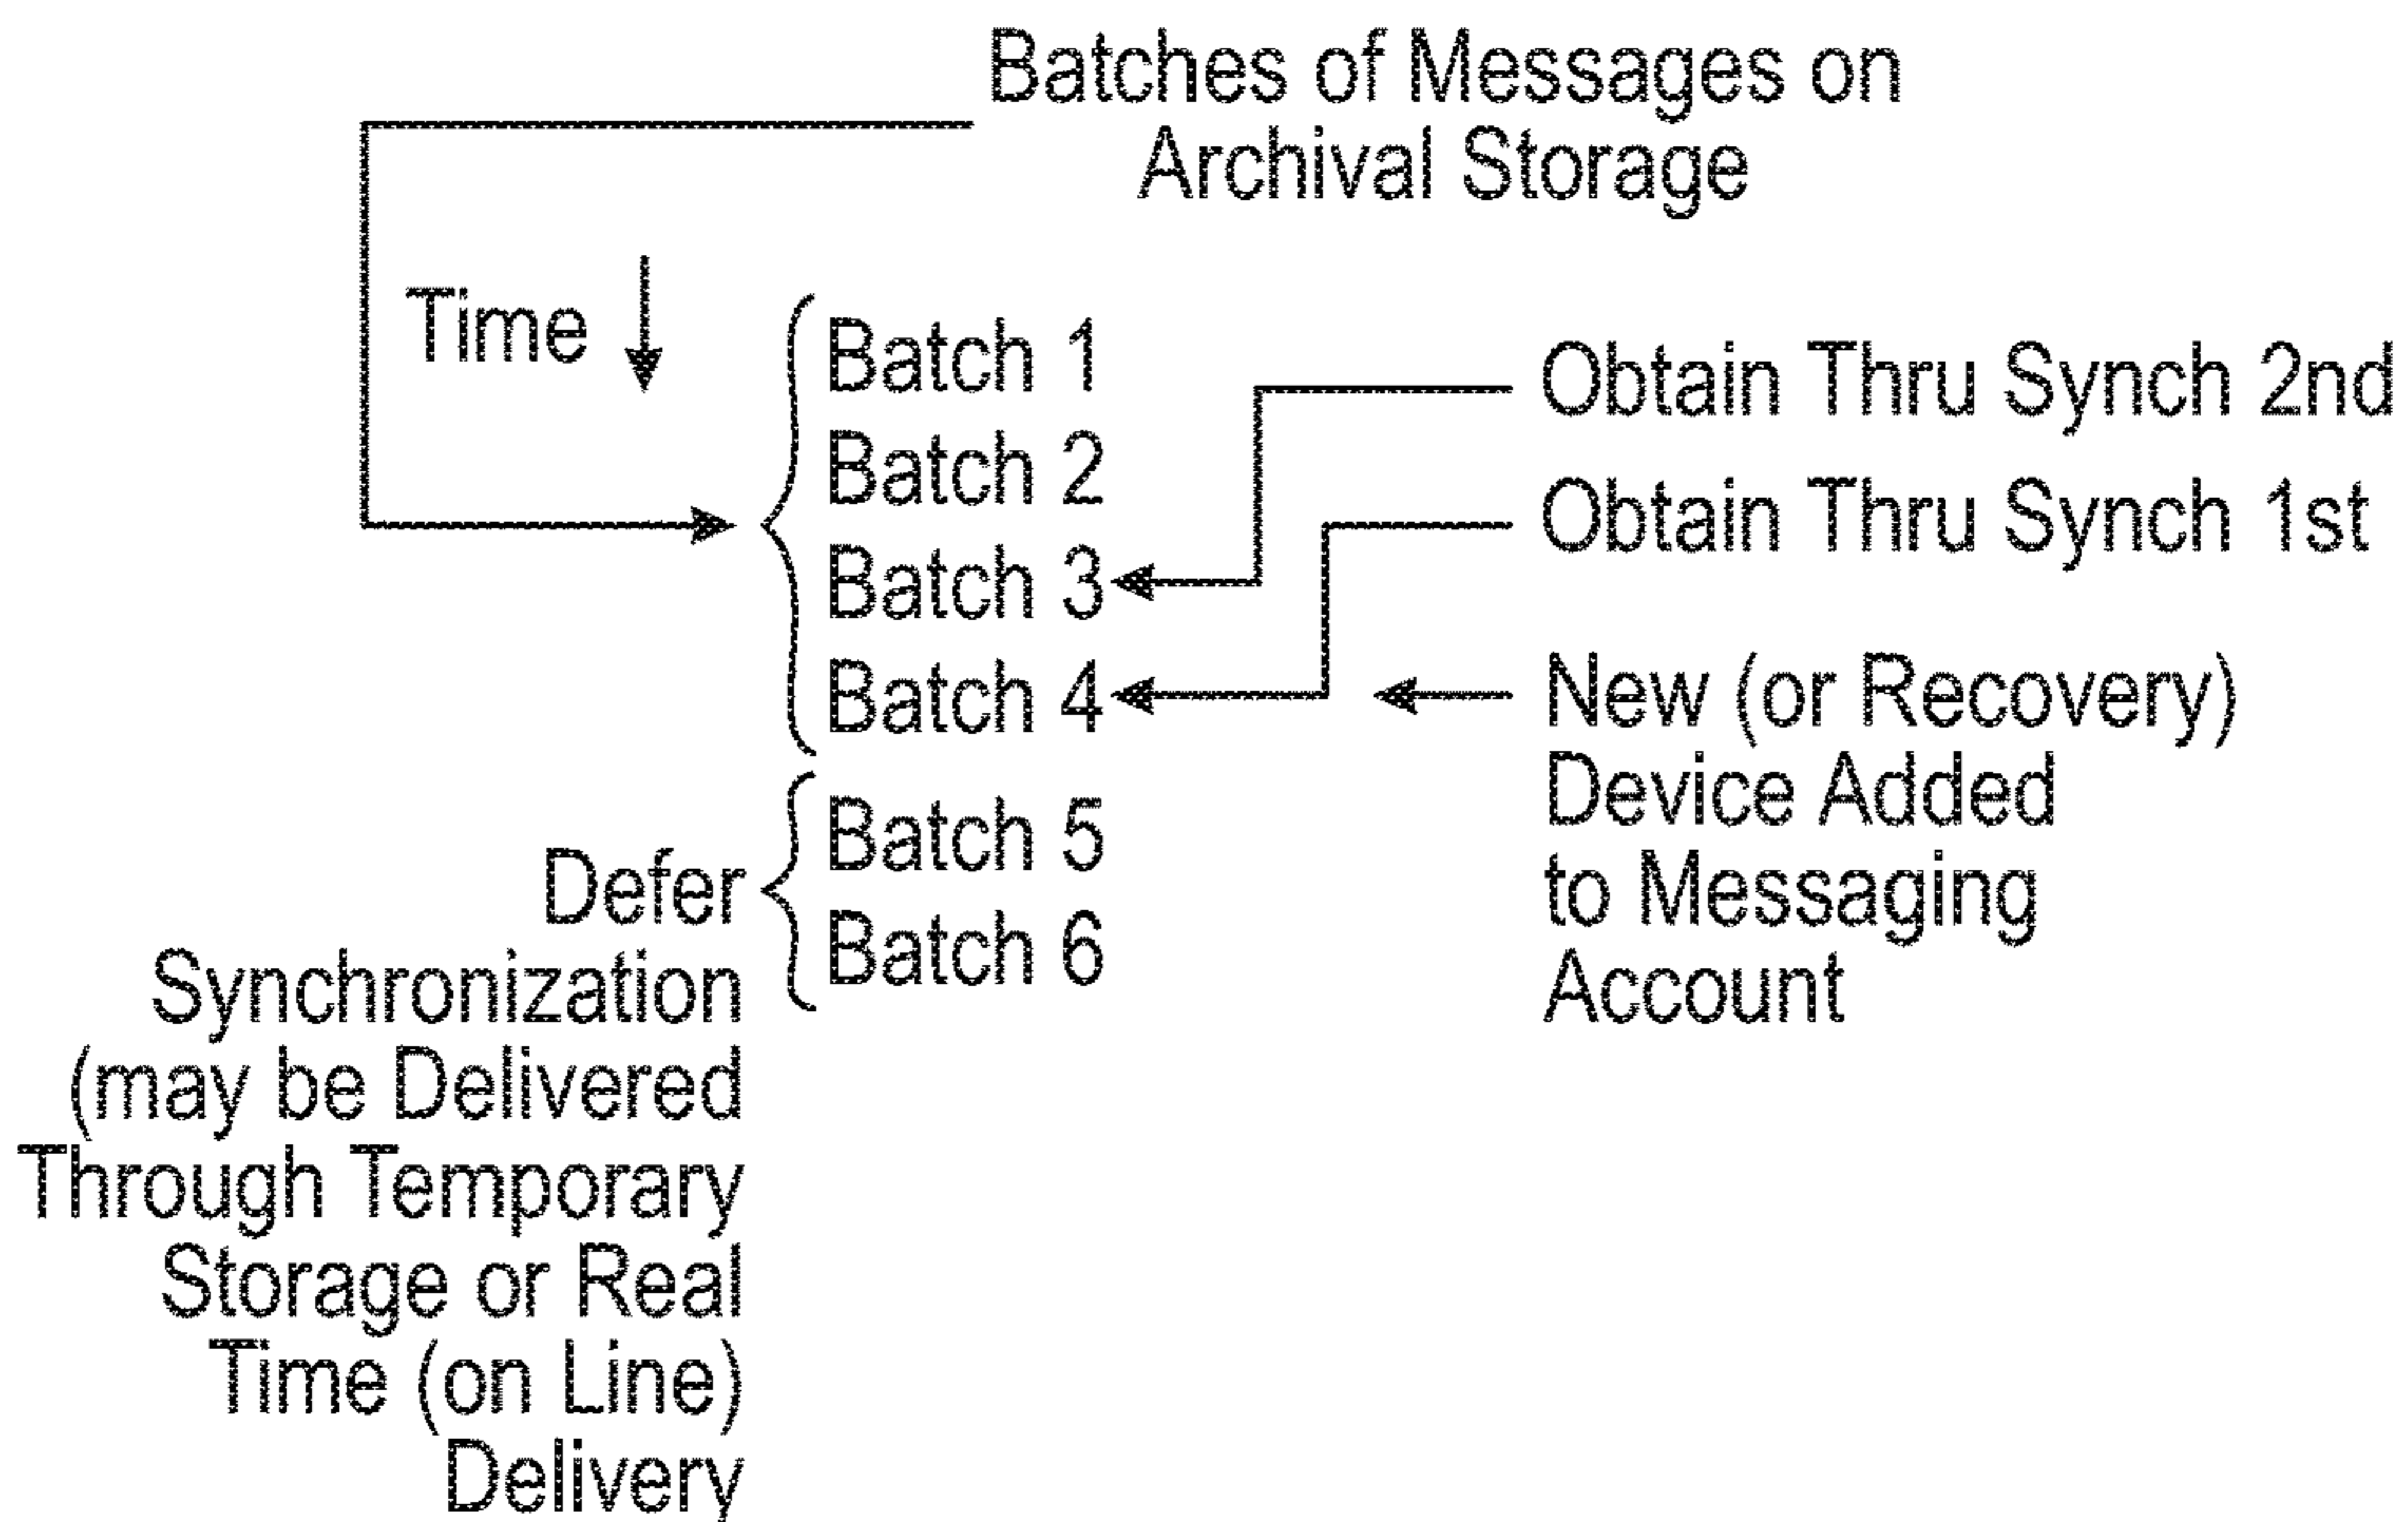 Batches of Messages on
Archival Storage
Time
Batch 1
Batch 2
Batch 3
Batch 4
Batch 5
Batch 6
Obtain Thru Synch 2nd
Obtain Thru Synch 1st
New (or Recovery)
Device Added
to Messaging
Account
Defer
Synchronization
(may be Delivered
Through Temporary
Storage or Real
Time (on Line)
Delivery